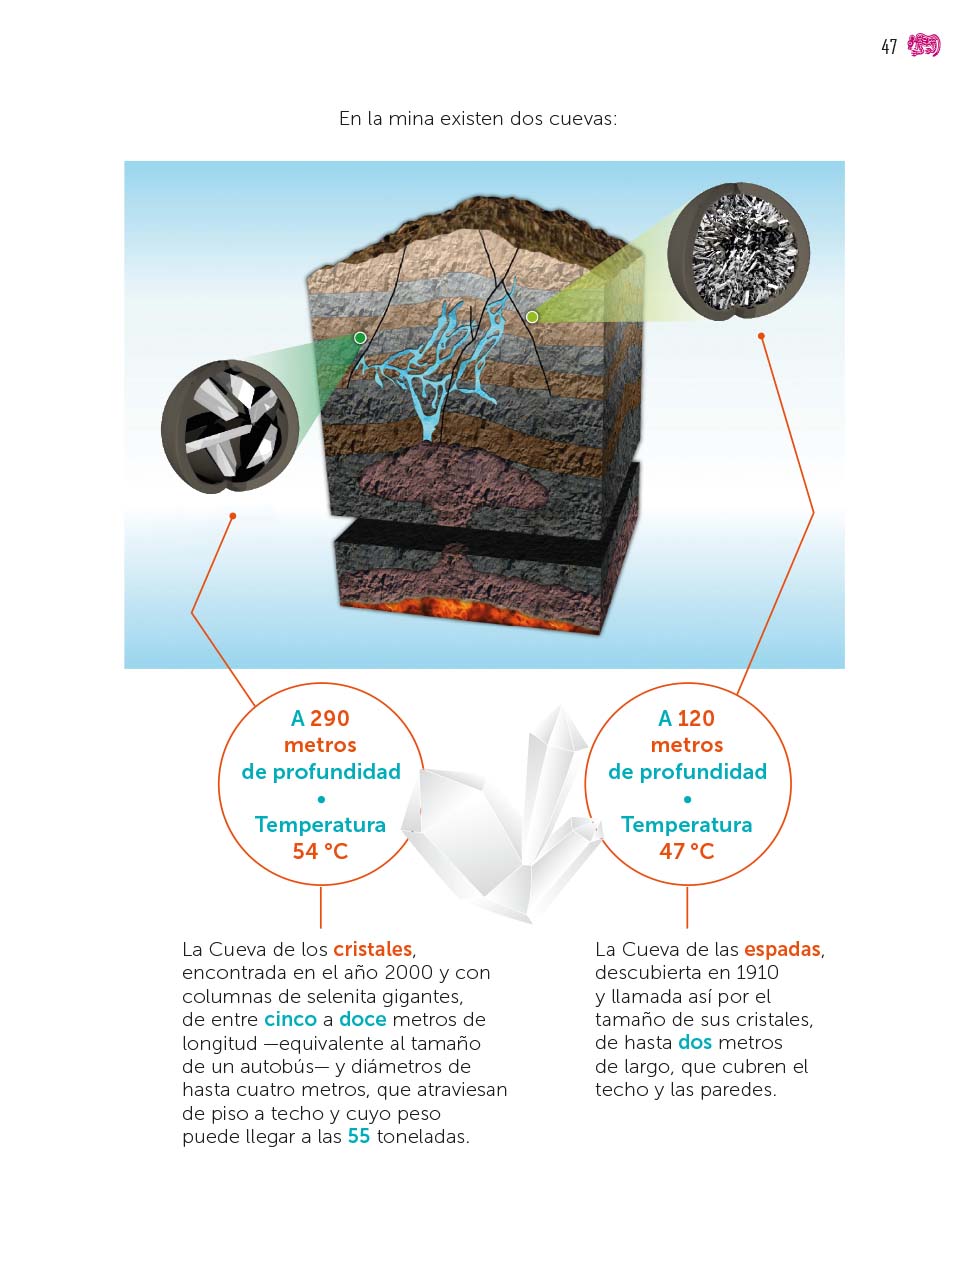 47
En la mina existen dos cuevas:
A 290
metros
de profundidad
•
Temperatura
54 °C
A 120
metros
de profundidad
•
Temperatura
47 °C
La Cueva de los cristales,
encontrada en el año 2000 y con
columnas de selenita gigantes,
de entre cinco a doce metros de
longitud —equivalente al tamaño
de un autobús— y diámetros de
hasta cuatro metros, que atraviesan
de piso a techo y cuyo peso
puede llegar a las 55 toneladas.
La Cueva de las espadas,
descubierta en 1910
y llamada así por el
tamaño de sus cristales,
de hasta dos metros
de largo, que cubren el
techo y las paredes.